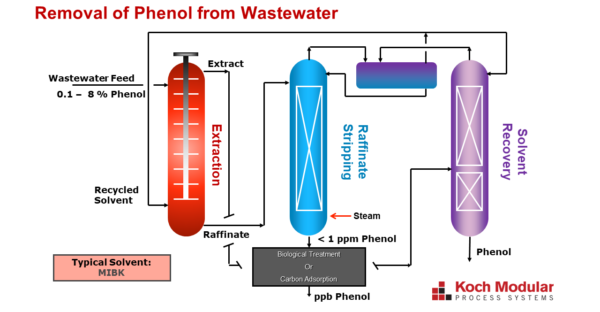 Removal of Phenol from Wastewater
Extract
Wastewater Feed
0.1 – 8 % Phenol
Extraction
Raffinate
Stripping
Solvent
Recovery
Recycled
Solvent
Steam
Raffinate
< 1 ppm Phenol
Phenol
Biological Treatment
Or
Carbon Adsorption
Typical Solvent:
MIBK
ppb Phenol
Koch Modular
PROCESS SYSTEMS